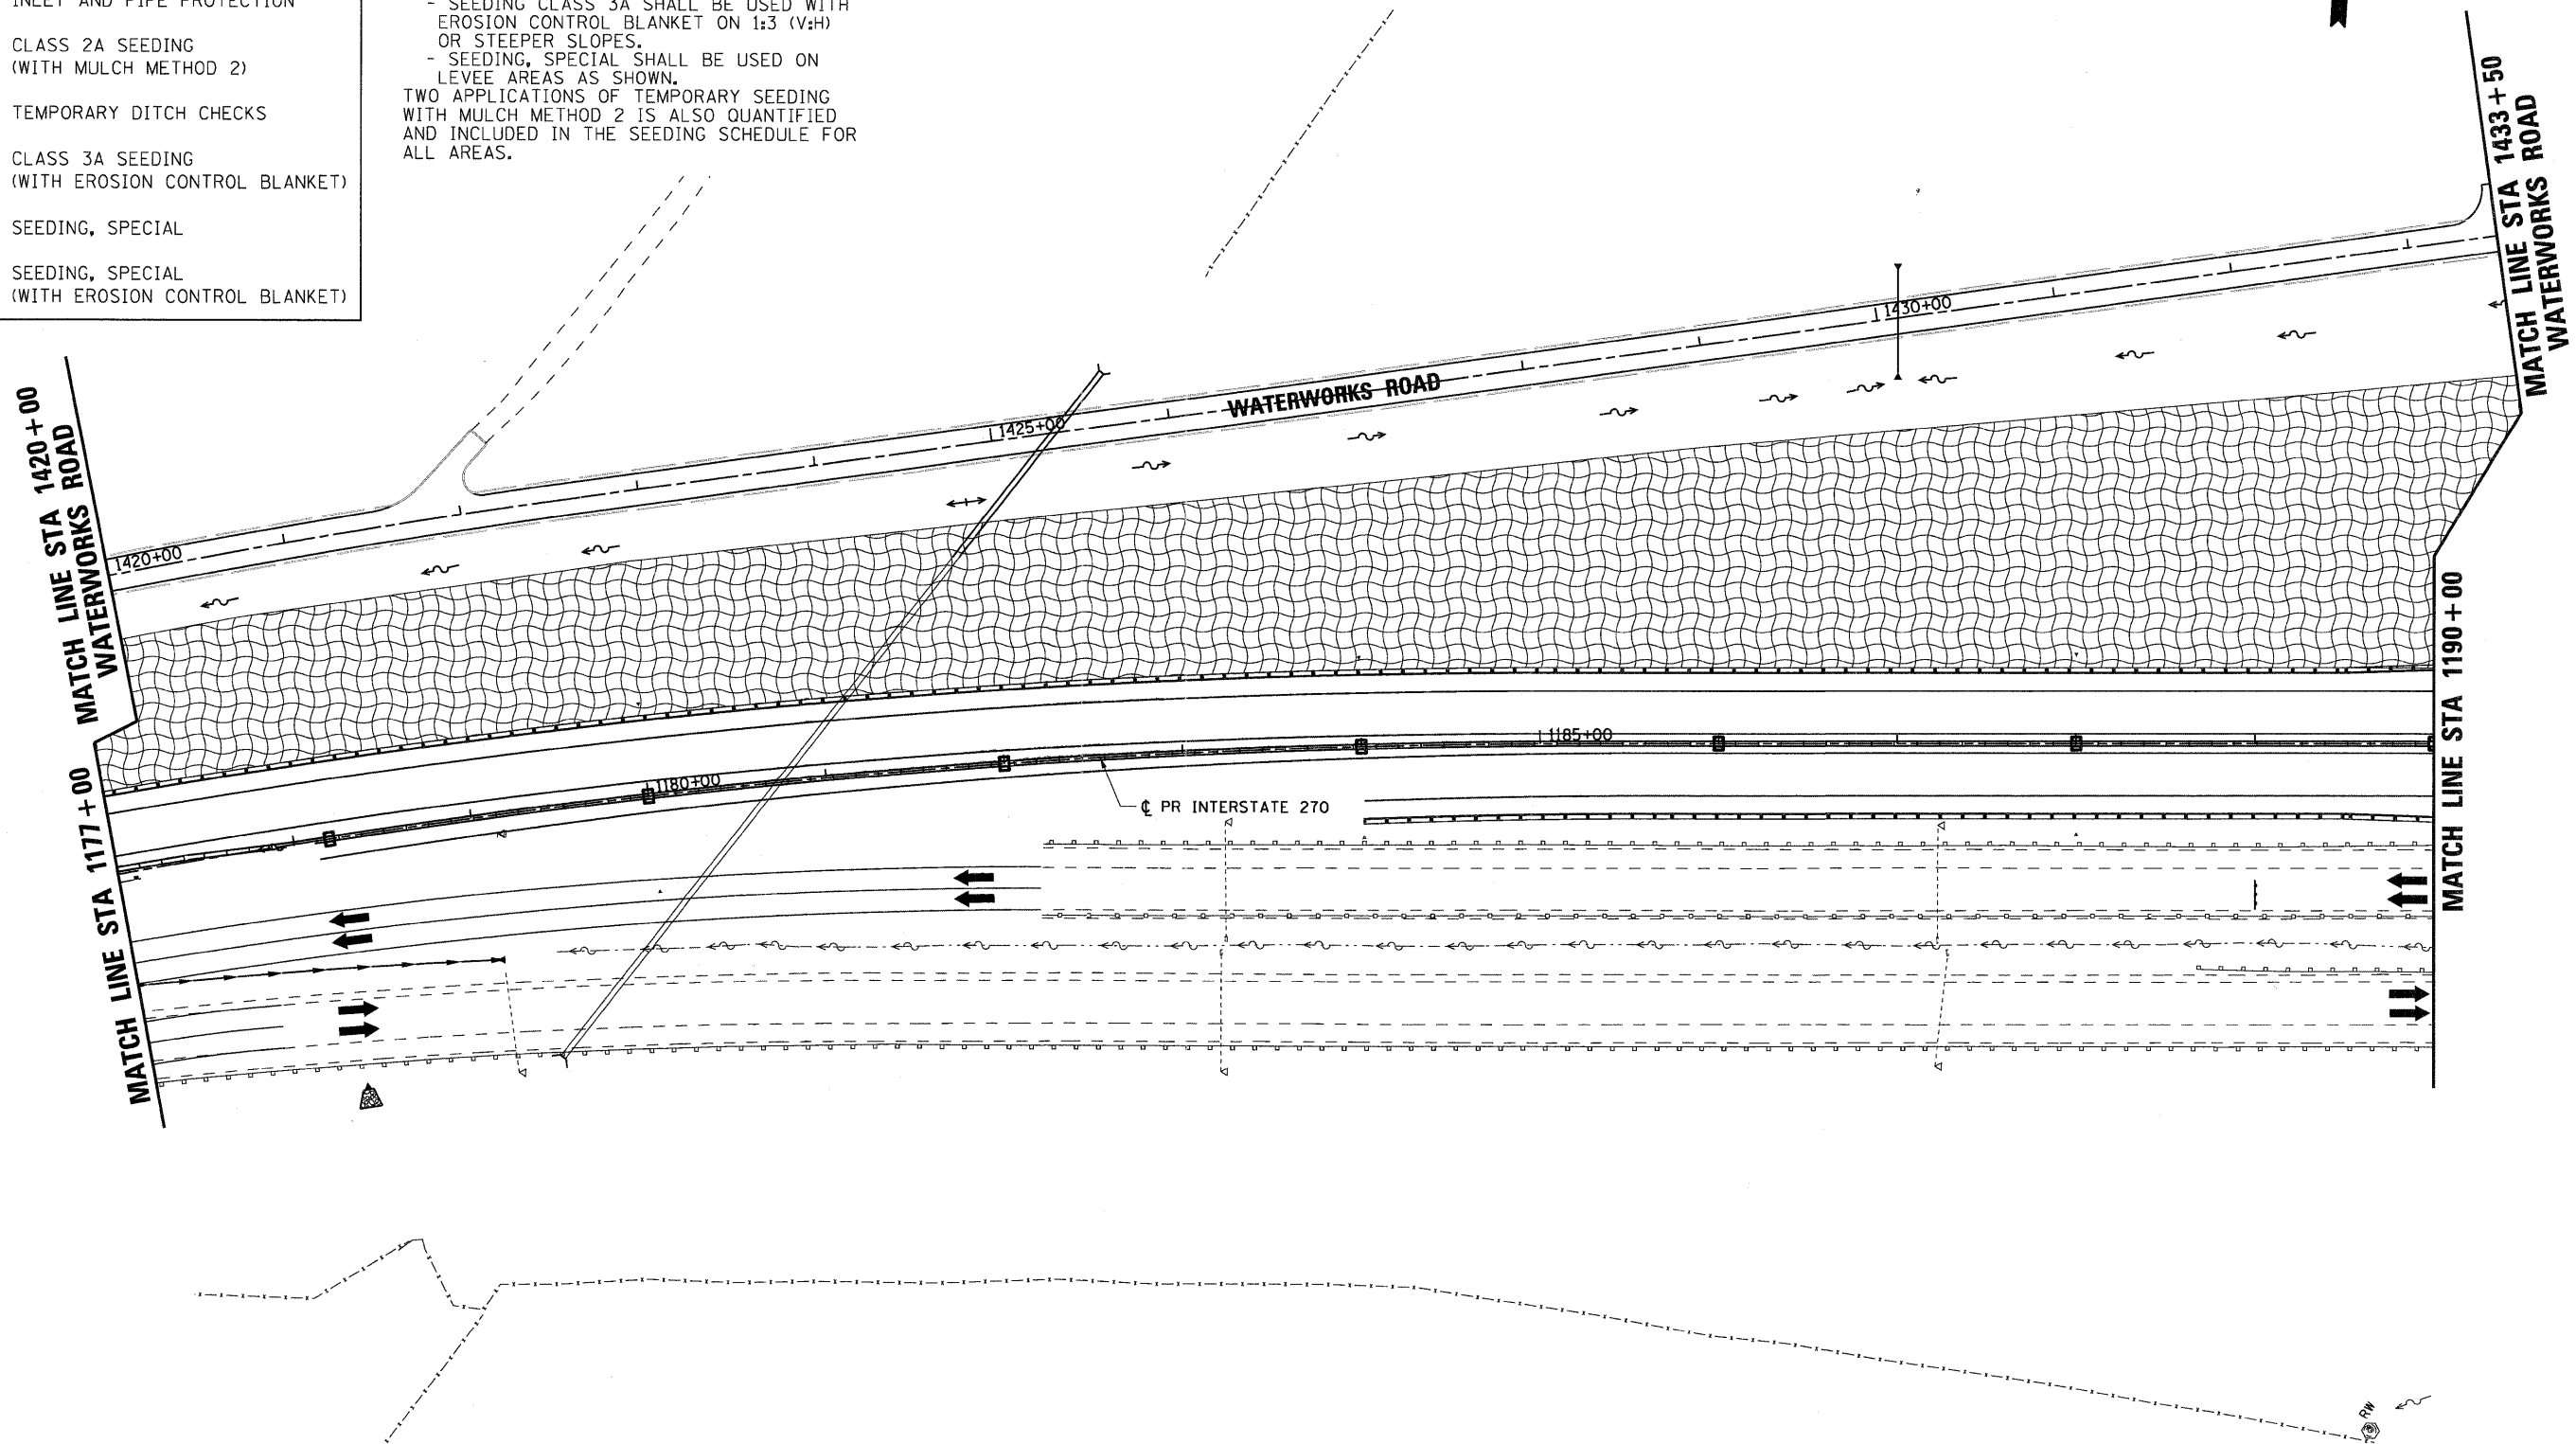 INLET AND PIPE PROTECTION
CLASS 2A SEEDING
(WITH MULCH METHOD 2)
TEMPORARY DITCH CHECKS
CLASS 3A SEEDING
(WITH EROSION CONTROL BLANKET)
SEEDING, SPECIAL
SEEDING, SPECIAL
(WITH EROSION CONTROL BLANKET)
- SEEDING CLASS 3A SHALL BE USED WITH
EROSION CONTROL BLANKET ON 1:3 (V:H)
OR STEEPER SLOPES.
- SEEDING, SPECIAL SHALL BE USED ON
LEVEE AREAS AS SHOWN.
TWO APPLICATIONS OF TEMPORARY SEEDING
WITH MULCH METHOD 2 IS ALSO QUANTIFIED
AND INCLUDED IN THE SEEDING SCHEDULE FOR
ALL AREAS.
MATCH LINE STA 1420+00
WATERWORKS ROAD
MATCH LINE STA 1177+00
1420+00
1425+00
WATERWORKS ROAD
1430+00
MATCH LINE STA 1433+50
WATERWORKS ROAD
1180+00
1185+00
℄ PR INTERSTATE 270
MATCH LINE STA 1190+00
RW